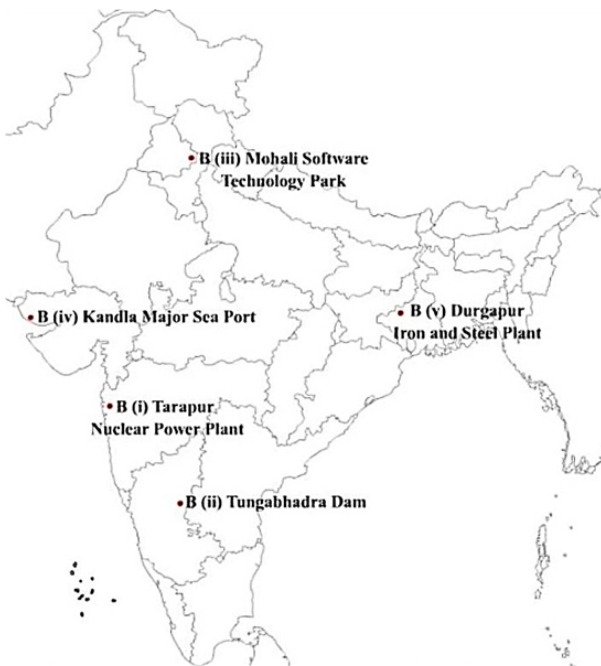 B (iii) Mohali Software
Technology Park
B (iv) Kandla Major Sea Port
B (v) Durgapur
Iron and Steel Plant
B (i) Tarapur
Nuclear Power Plant
B (ii) Tungabhadra Dam